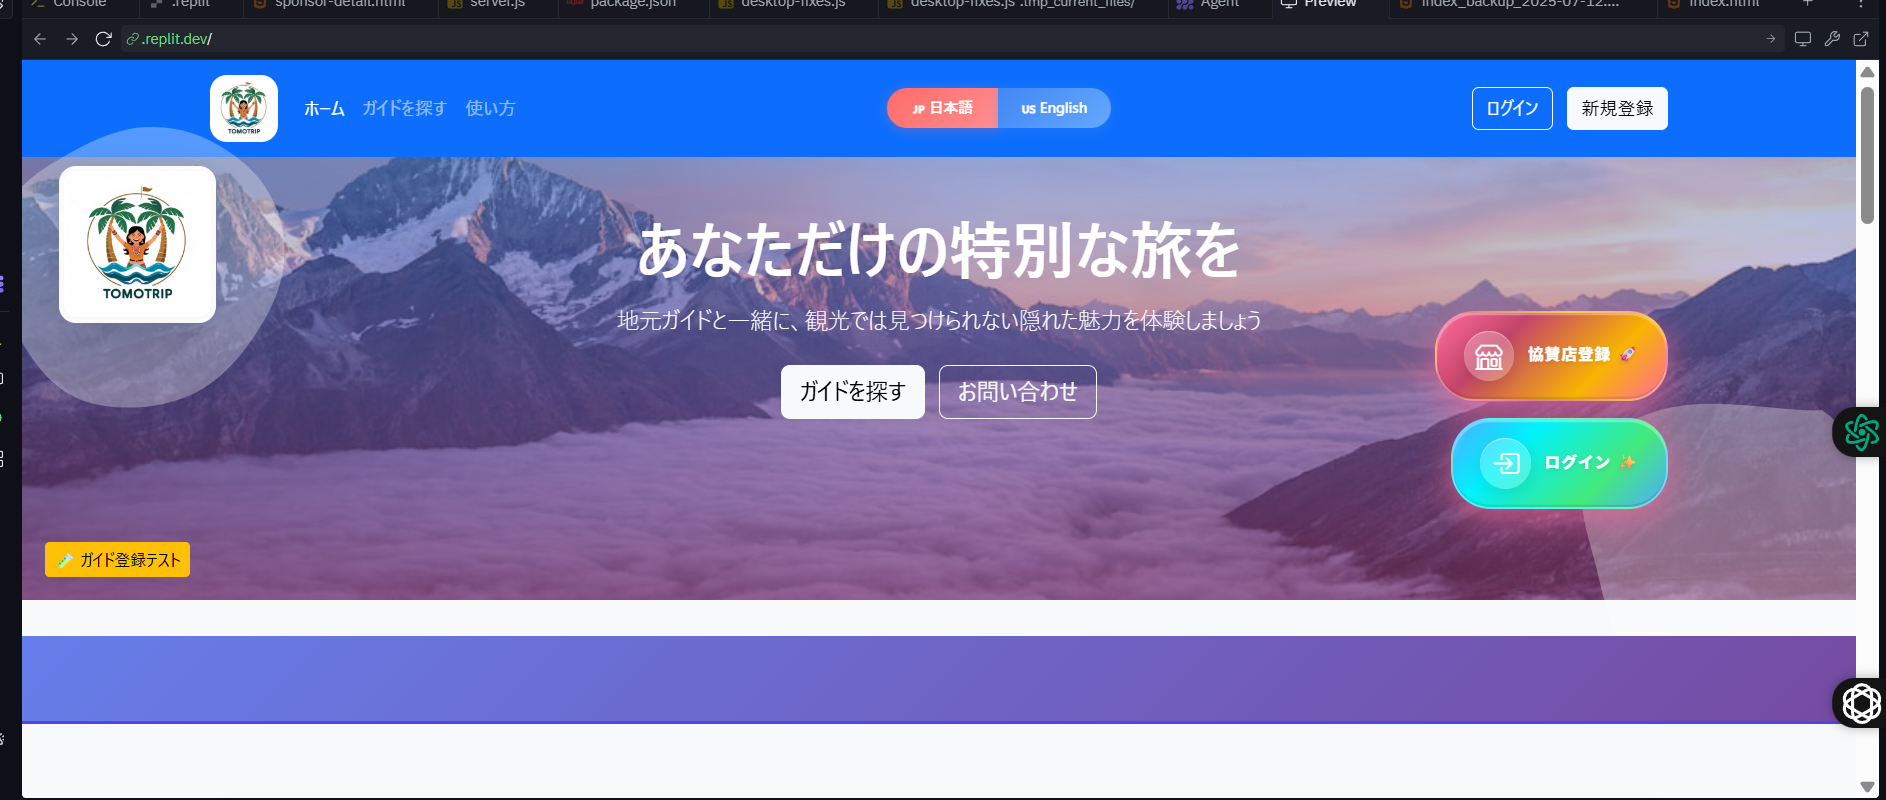 Console
.replit
sponsor-detail.html
server.js
package.json
desktop-fixes.js
desktop-fixes.js .tmp_current_files/
Agent
Preview
index_backup_2025-07-12....
index.html
.replit.dev/
TOMOTRIP
ホーム ガイドを探す 使い方
JP 日本語
US English
ログイン
新規登録
TOMOTRIP
あなただけの特別な旅を
地元ガイドと一緒に、観光では見つけられない隠れた魅力を体験しましょう
ガイドを探す
お問い合わせ
協賛店登録 🚀
ログイン ✨
🧪 ガイド登録テスト